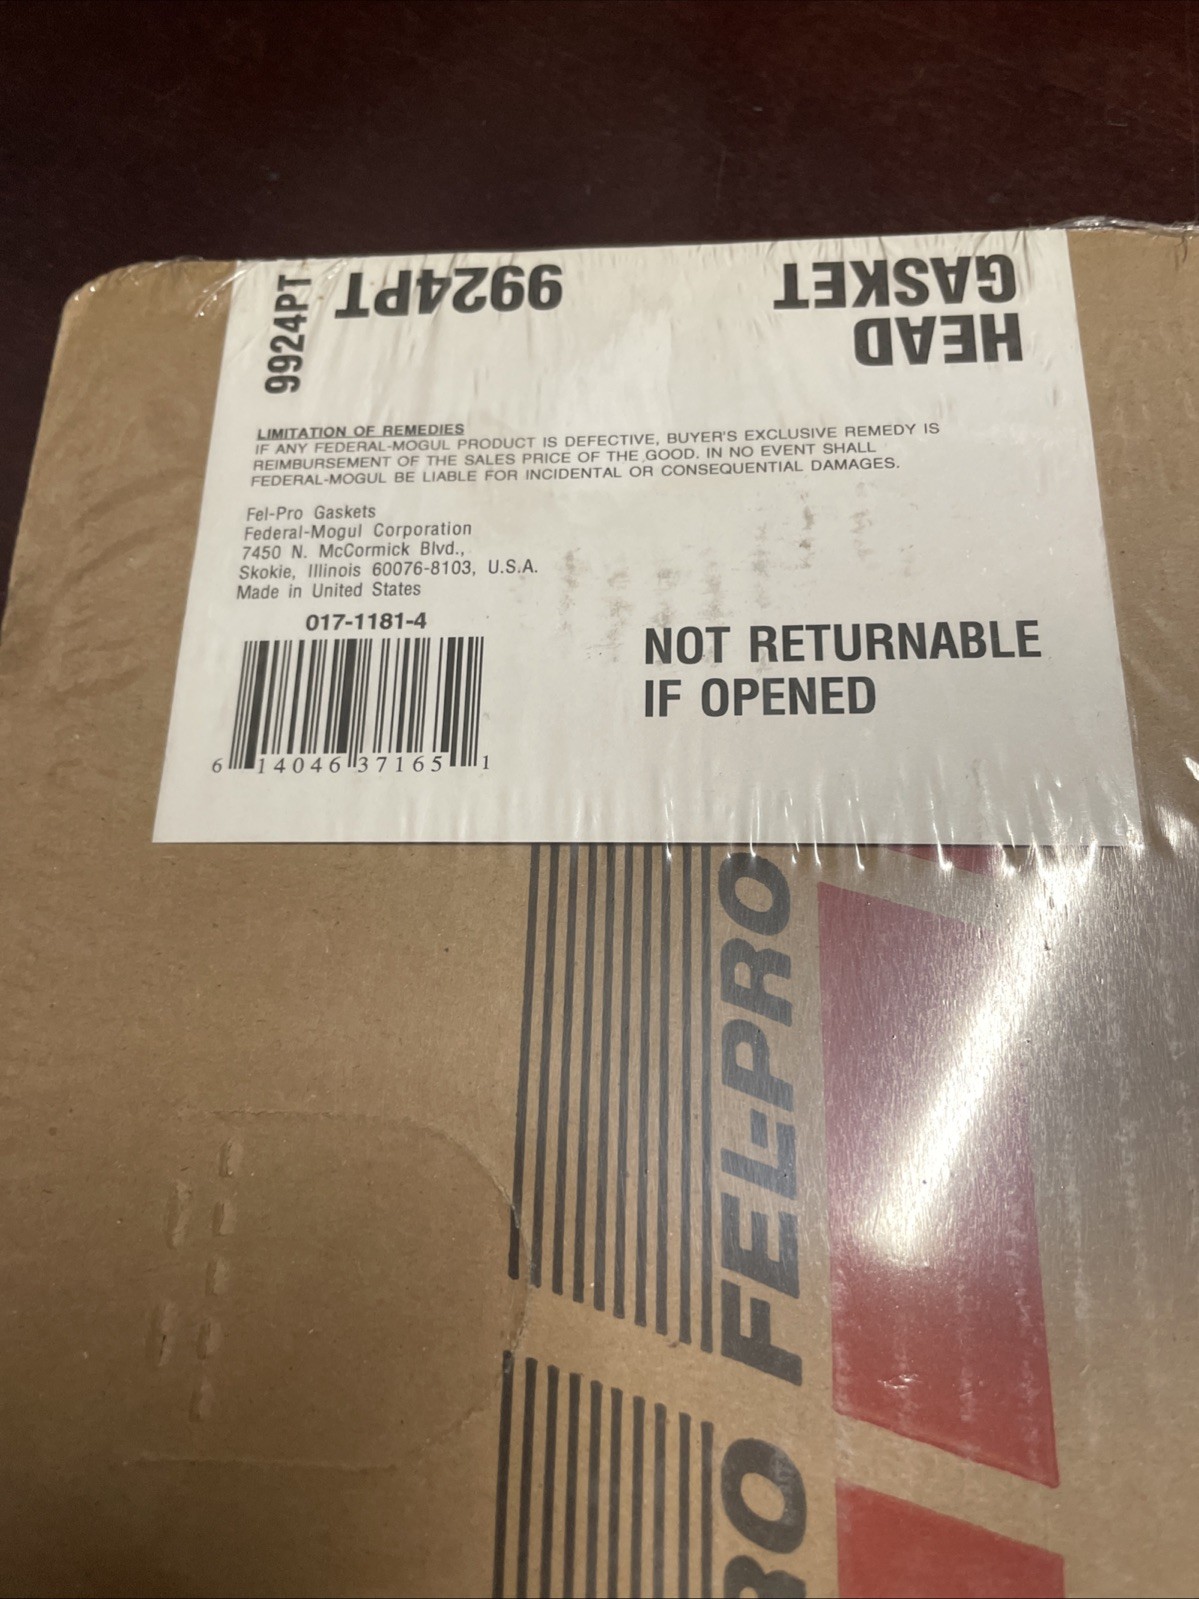 9924PT
9924PT
HEAD
GASKET
LIMITATION OF REMEDIES
IF ANY FEDERAL-MOGUL PRODUCT IS DEFECTIVE, BUYER'S EXCLUSIVE REMEDY IS
REIMBURSEMENT OF THE SALES PRICE OF THE GOOD. IN NO EVENT SHALL
FEDERAL-MOGUL BE LIABLE FOR INCIDENTAL OR CONSEQUENTIAL DAMAGES.
Fel-Pro Gaskets
Federal-Mogul Corporation
7450 N. McCormick Blvd.,
Skokie, Illinois 60076-8103, U.S.A.
Made in United States
017-1181-4
6 14046 37165 1
NOT RETURNABLE
IF OPENED
FEL-PRO
RO